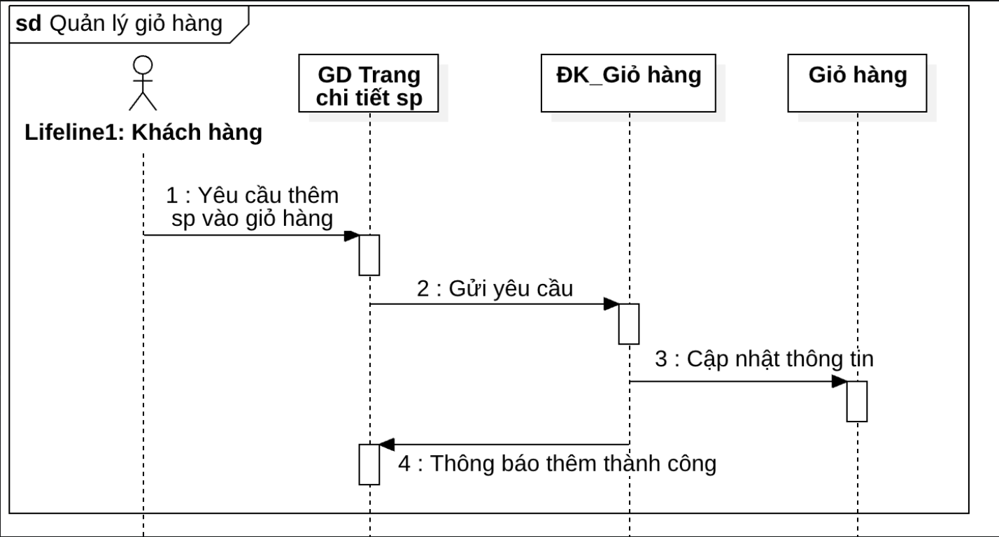 sd Quản lý giỏ hàng
GD Trang
chi tiết sp
ĐK_Giỏ hàng
Giỏ hàng
Lifeline1: Khách hàng
1 : Yêu cầu thêm
sp vào giỏ hàng
2 : Gửi yêu cầu
3 : Cập nhật thông tin
4 : Thông báo thêm thành công